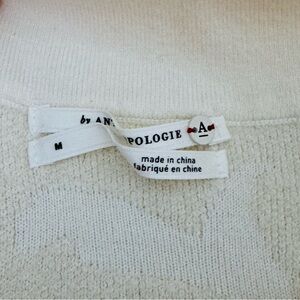 by AN
POLOGIE
A
M
made in china
fabriqué en chine